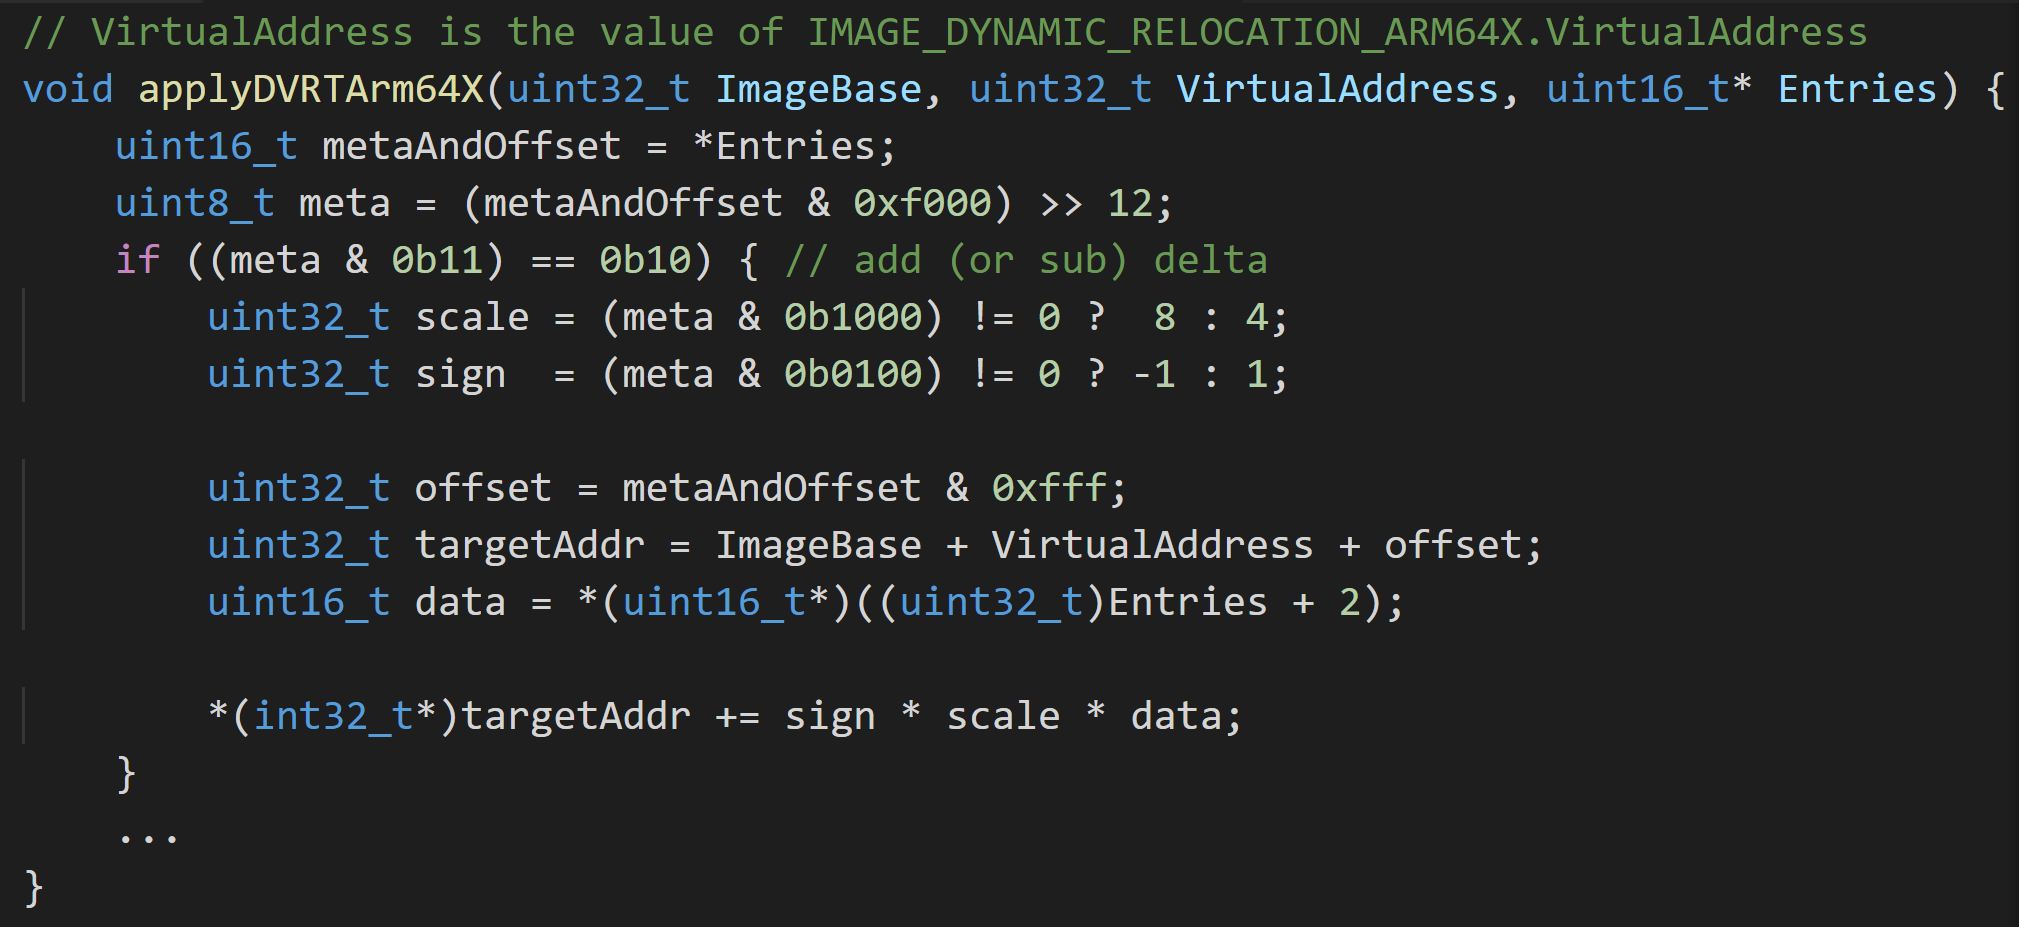 // VirtualAddress is the value of IMAGE_DYNAMIC_RELOCATION_ARM64X.VirtualAddress
void applyDVRTArm64X(uint32_t ImageBase, uint32_t VirtualAddress, uint16_t* Entries) {
    uint16_t metaAndOffset = *Entries;
    uint8_t meta = (metaAndOffset & 0xf000) >> 12;
    if ((meta & 0b11) == 0b10) { // add (or sub) delta
        uint32_t scale = (meta & 0b1000) != 0 ?  8 : 4;
        uint32_t sign  = (meta & 0b0100) != 0 ? -1 : 1;

        uint32_t offset = metaAndOffset & 0xfff;
        uint32_t targetAddr = ImageBase + VirtualAddress + offset;
        uint16_t data = *(uint16_t*)((uint32_t)Entries + 2);

        *(int32_t*)targetAddr += sign * scale * data;
    }
    ...
}